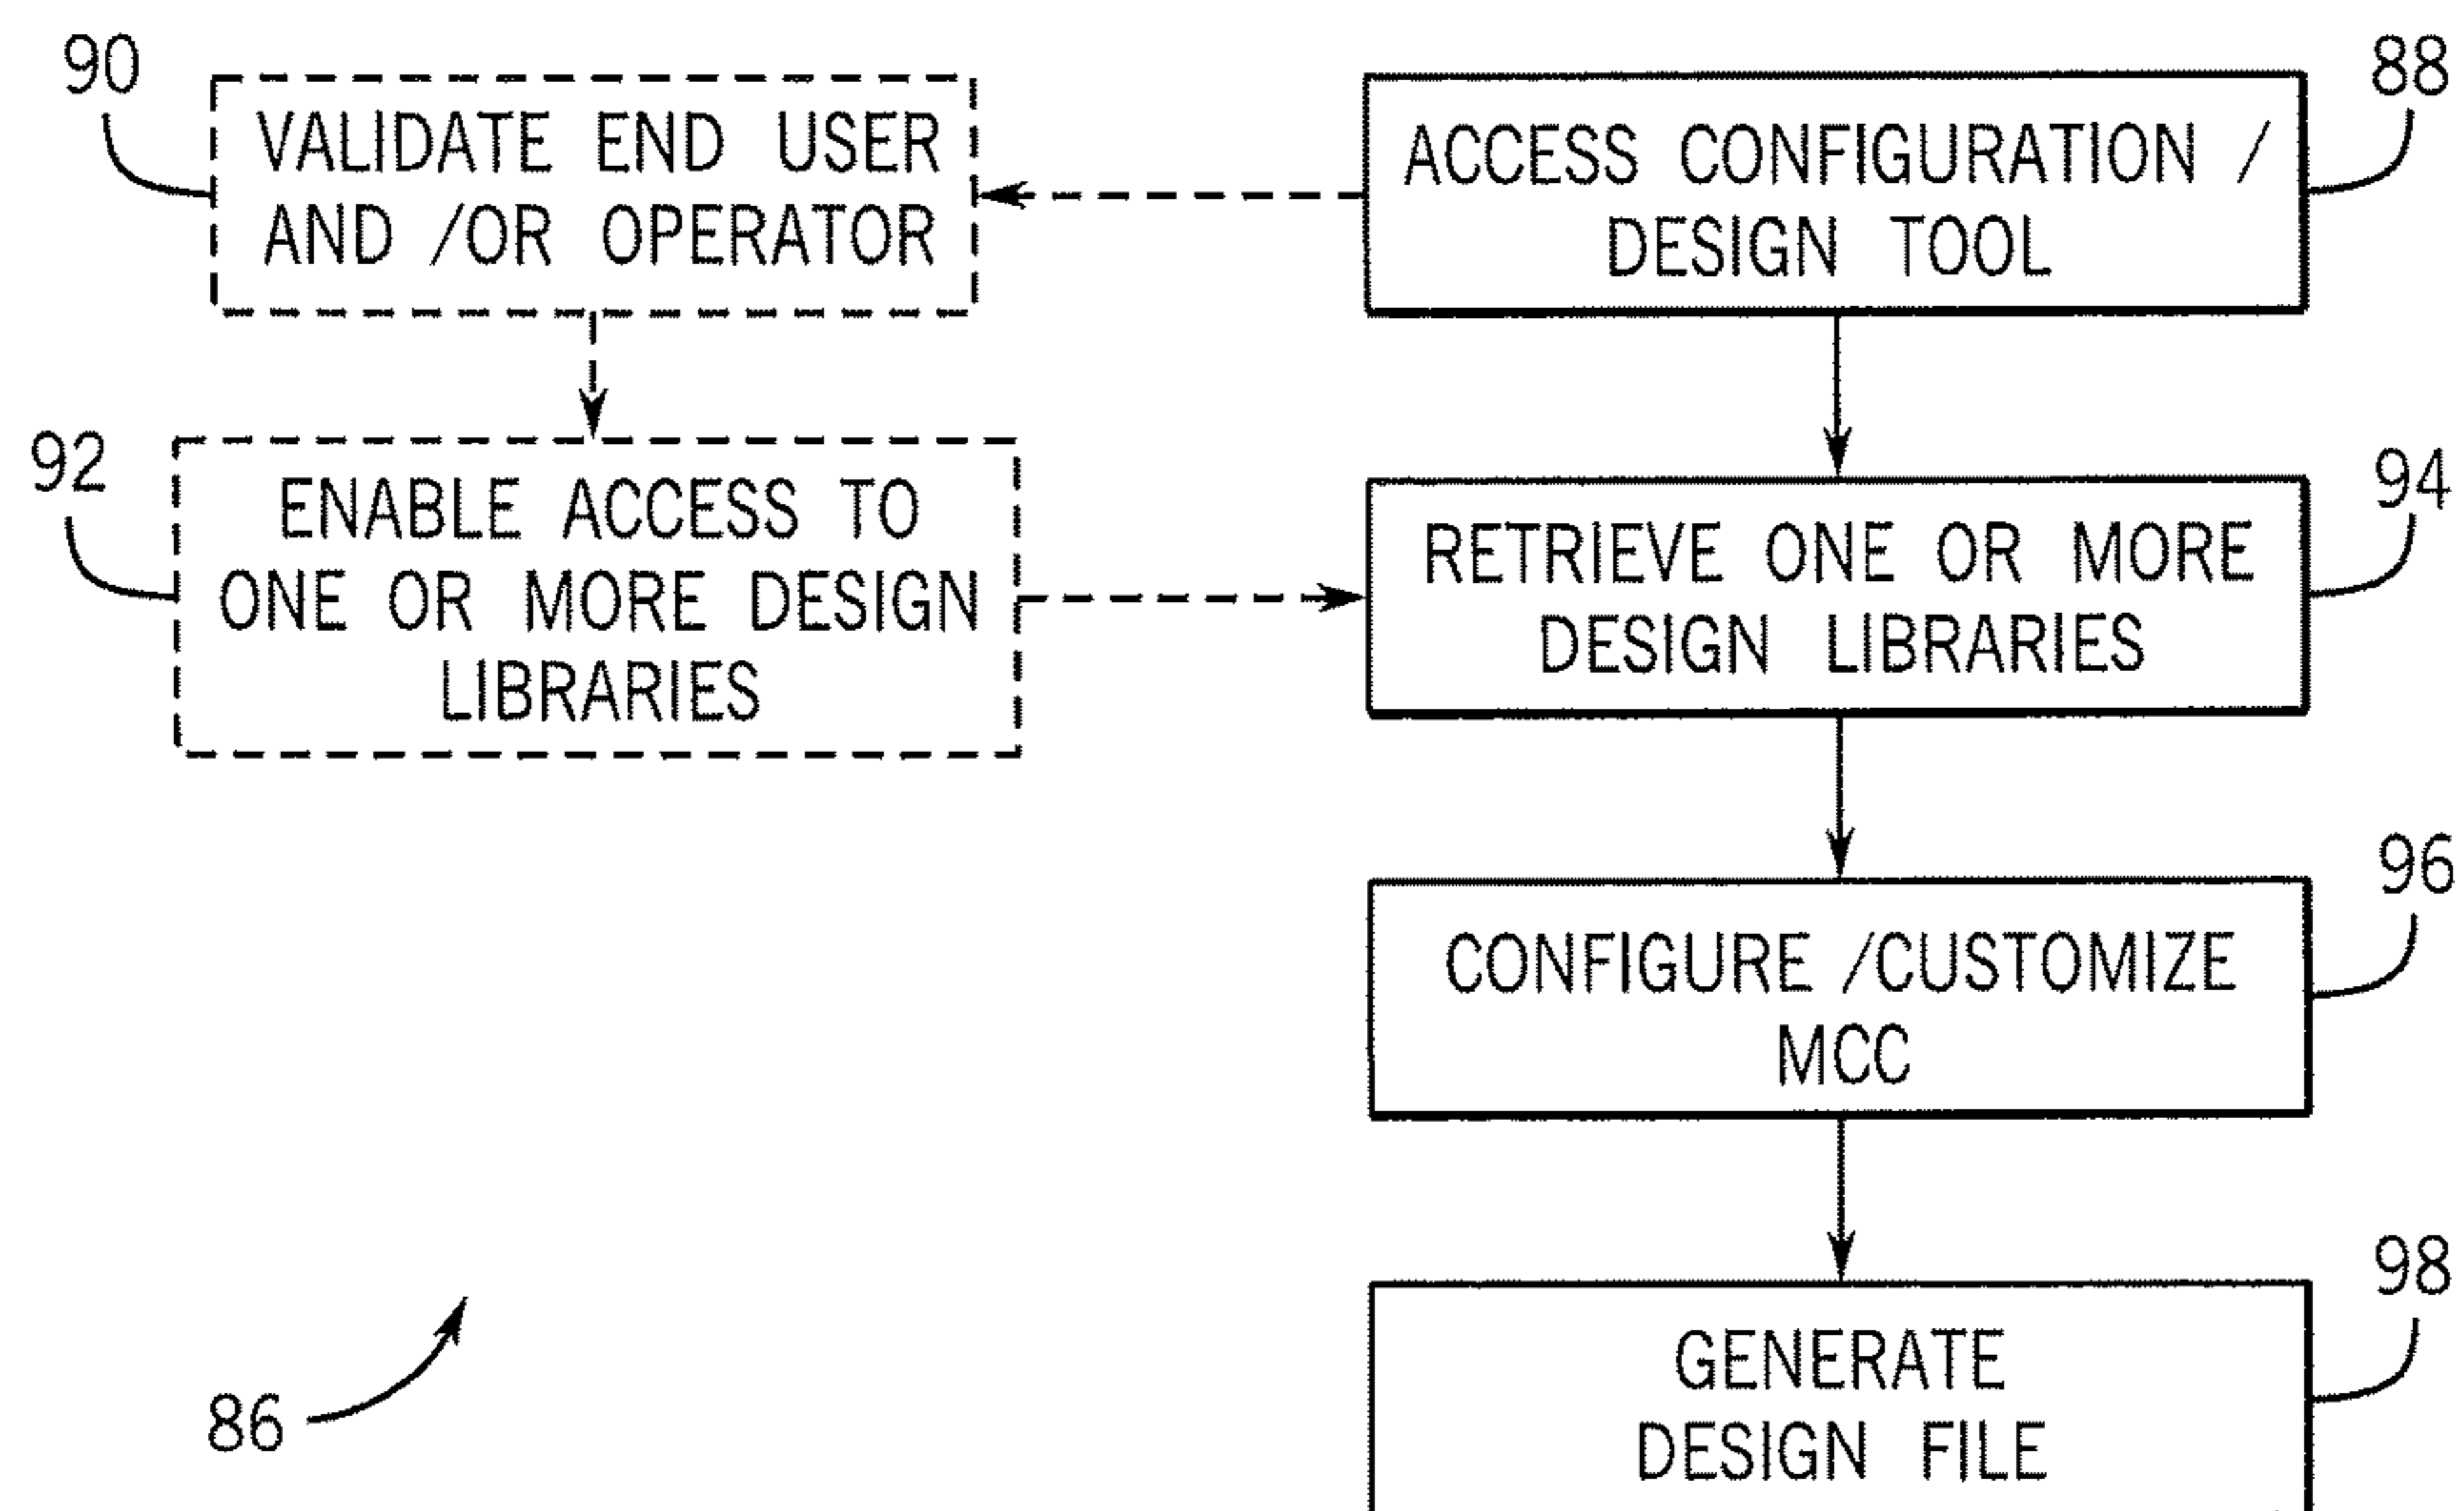 90
VALIDATE END USER
AND /OR OPERATOR
88
ACCESS CONFIGURATION /
DESIGN TOOL
92
ENABLE ACCESS TO
ONE OR MORE DESIGN
LIBRARIES
94
RETRIEVE ONE OR MORE
DESIGN LIBRARIES
96
CONFIGURE /CUSTOMIZE
MCC
98
GENERATE
DESIGN FILE
86